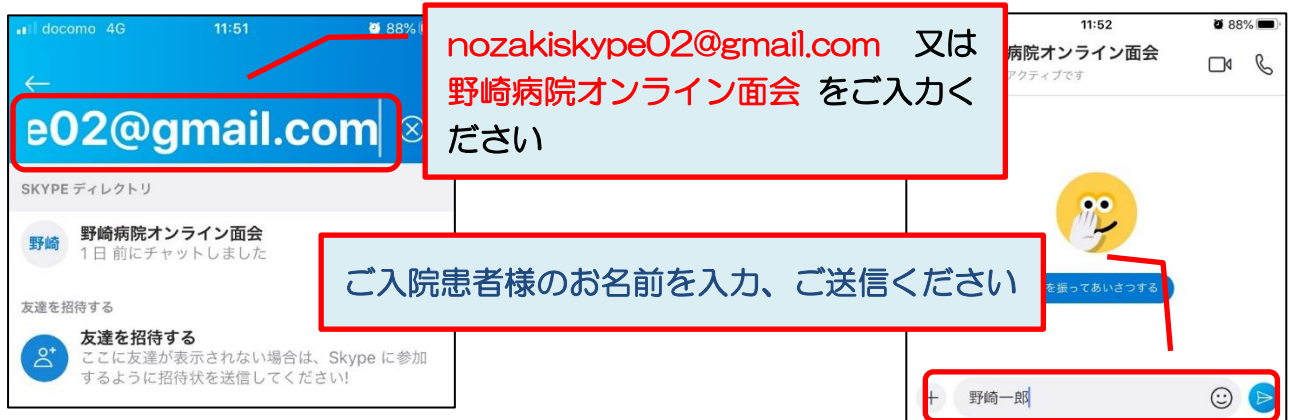 docomo 4G 11:51 88%
e02@gmail.com
SKYPE ディレクトリ
野崎
野崎病院オンライン面会
1日 前にチャットしました
友達を招待する
友達を招待する
ここに友達が表示されない場合は、Skype に参加
するように招待状を送信してください!
nozakiskype02@gmail.com 又は
野崎病院オンライン面会 をご入力く
ださい
ご入院患者様のお名前を入力、ご送信ください
11:52 88%
病院オンライン面会
アクティブです
を振ってあいさつする
野崎一郎